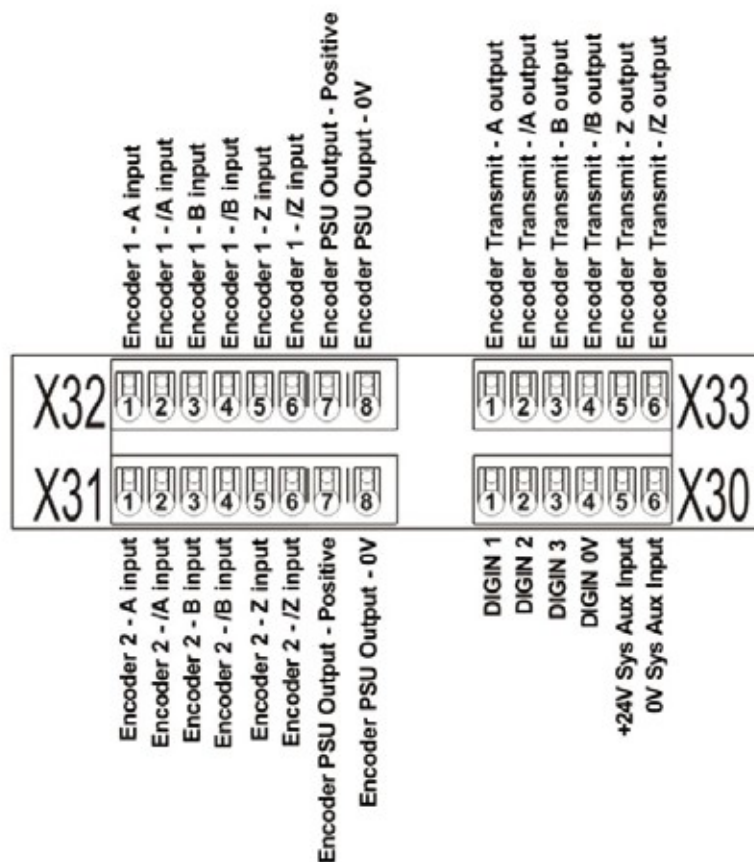 Encoder 1 - A input
Encoder 1 - /A input
Encoder 1 - B input
Encoder 1 - /B input
Encoder 1 - Z input
Encoder 1 - /Z input
Encoder PSU Output - Positive
Encoder PSU Ouput - 0V
Encoder Transmit - A output
Encoder Transmit - /A output
Encoder Transmit - B output
Encoder Transmit - /B output
Encoder Transmit - Z output
Encoder Transmit - /Z output
X32 1 2 3 4 5 6 7 8
1 2 3 4 5 6 X33
X31 1 2 3 4 5 6 7 8
1 2 3 4 5 6 X30
Encoder 2 - A input
Encoder 2 - /A input
Encoder 2 - B input
Encoder 2 - /B input
Encoder 2 - Z input
Encoder 2 - /Z input
Encoder PSU Output - Positive
Encoder PSU Output - 0V
DIGIN 1
DIGIN 2
DIGIN 3
DIGIN 0V
+24V Sys Aux Input
0V Sys Aux Input